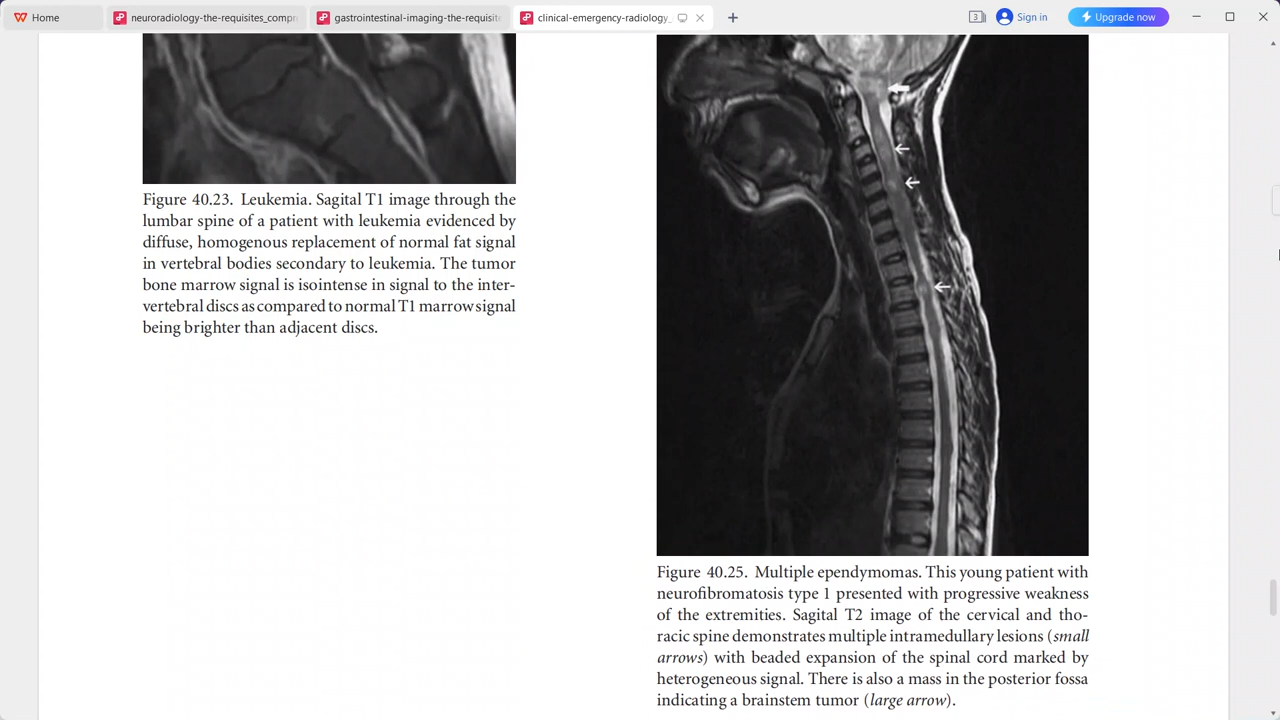 Home
neuroradiology-the-requisites_compr
gastrointestinal-imaging-the-requisite
clinical-emergency-radiology_
3
Sign in
Upgrade now
Figure 40.23. Leukemia. Sagital T1 image through the
lumbar spine of a patient with leukemia evidenced by
diffuse, homogenous replacement of normal fat signal
in vertebral bodies secondary to leukemia. The tumor
bone marrow signal is isointense in signal to the inter-
vertebral discs as compared to normal T1 marrow signal
being brighter than adjacent discs.
Figure 40.25. Multiple ependymomas. This young patient with
neurofibromatosis type 1 presented with progressive weakness
of the extremities. Sagital T2 image of the cervical and tho-
racic spine demonstrates multiple intramedullary lesions (small
arrows) with beaded expansion of the spinal cord marked by
heterogeneous signal. There is also a mass in the posterior fossa
indicating a brainstem tumor (large arrow).